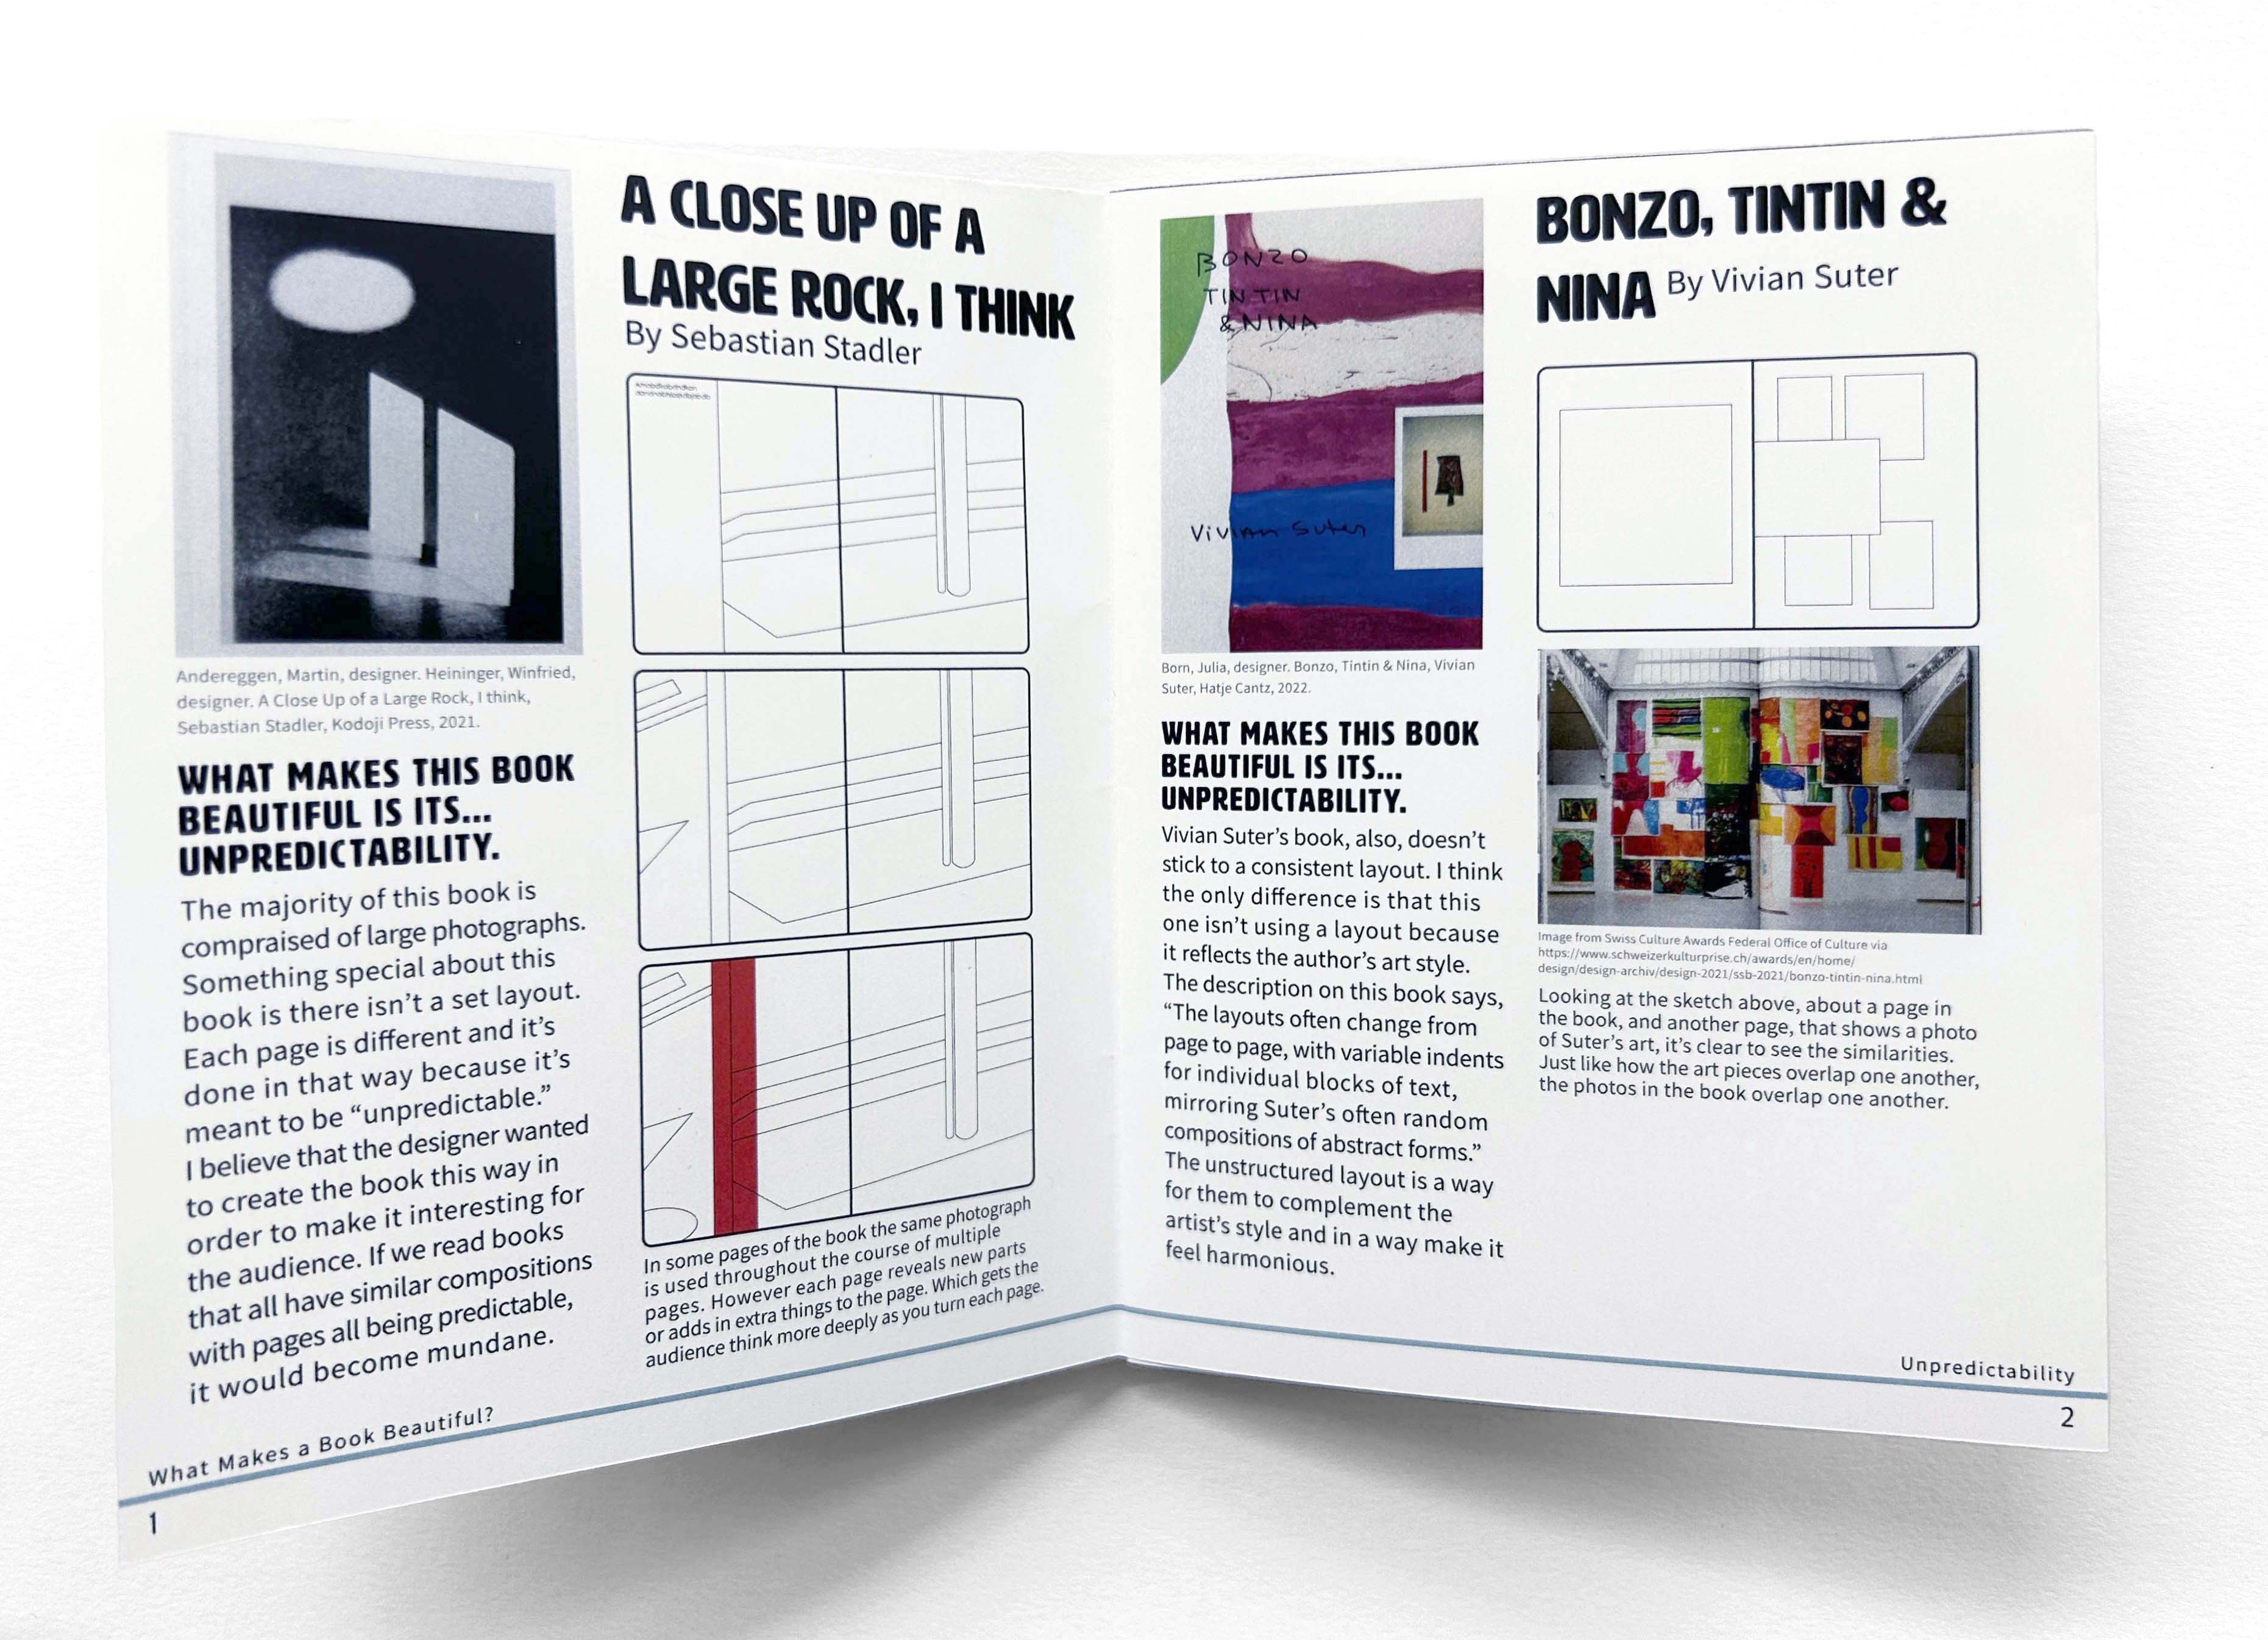 A CLOSE UP OF A
LARGE ROCK, I THINK
By Sebastian Stadler
Andereggen, Martin, designer. Heininger, Winfried,
designer. A Close Up of a Large Rock, I think,
Sebastian Stadler, Kodoji Press, 2021.
WHAT MAKES THIS BOOK
BEAUTIFUL IS ITS...
UNPREDICTABILITY.
The majority of this book is
compraised of large photographs.
Something special about this
book is there isn't a set layout.
Each page is different and it's
done in that way because it's
meant to be “unpredictable.”
I believe that the designer wanted
to create the book this way in
order to make it interesting for
the audience. If we read books
that all have similar compositions
with pages all being predictable,
it would become mundane.
In some pages of the book the same photograph
is used throughout the course of multiple
pages. However each page reveals new parts
or adds in extra things to the page. Which gets the
audience think more deeply as you turn each page.
What Makes a Book Beautiful?
1
BONZO, TINTIN &
NINA By Vivian Suter
BONZO
TINTIN
& NINA
Vivian Suter
Born, Julia, designer. Bonzo, Tintin & Nina, Vivian
Suter, Hatje Cantz, 2022.
WHAT MAKES THIS BOOK
BEAUTIFUL IS ITS...
UNPREDICTABILITY.
Vivian Suter's book, also, doesn't
stick to a consistent layout. I think
the only difference is that this
one isn't using a layout because
it reflects the author's art style.
The description on this book says,
“The layouts often change from
page to page, with variable indents
for individual blocks of text,
mirroring Suter's often random
compositions of abstract forms.”
The unstructured layout is a way
for them to complement the
artist's style and in a way make it
feel harmonious.
Image from Swiss Culture Awards Federal Office of Culture via
https://www.schweizerkulturprise.ch/awards/en/home/
design/design-archiv/design-2021/ssb-2021/bonzo-tintin-nina.html
Looking at the sketch above, about a page in
the book, and another page, that shows a photo
of Suter's art, it's clear to see the similarities.
Just like how the art pieces overlap one another,
the photos in the book overlap one another.
Unpredictability
2